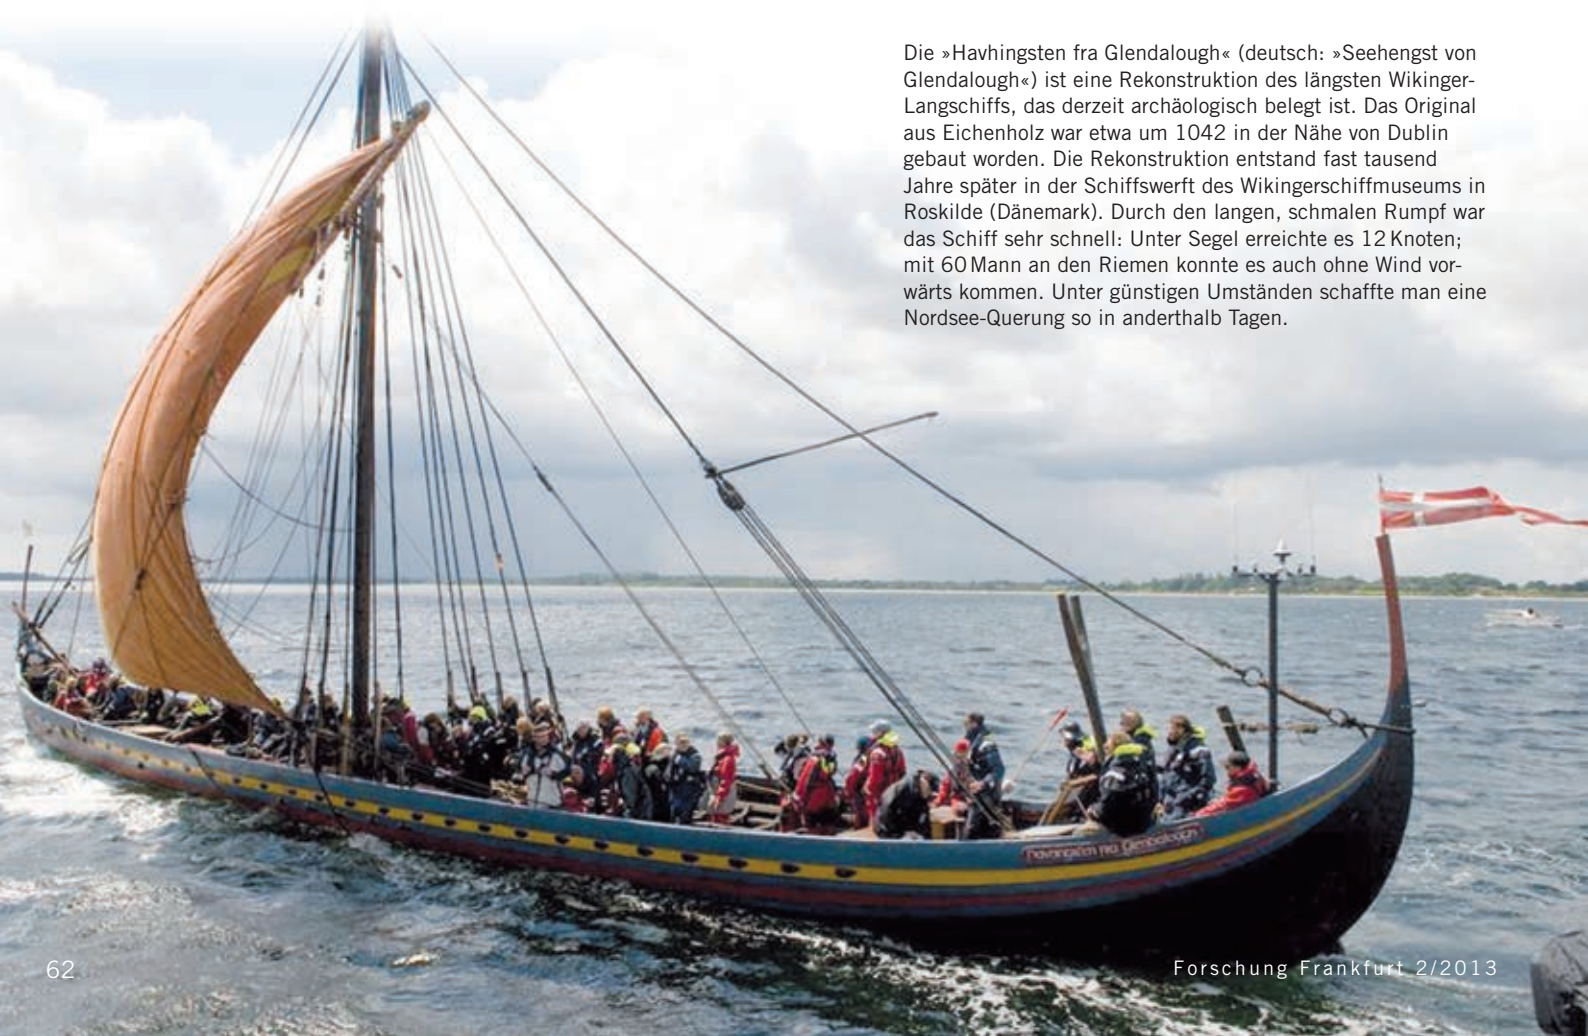 Die »Havhingsten fra Glendalough« (deutsch: »Seehengst von
Glendalough«) ist eine Rekonstruktion des längsten Wikinger-
Langschiffs, das derzeit archäologisch belegt ist. Das Original
aus Eichenholz war etwa um 1042 in der Nähe von Dublin
gebaut worden. Die Rekonstruktion entstand fast tausend
Jahre später in der Schiffswerft des Wikingerschiffmuseums in
Roskilde (Dänemark). Durch den langen, schmalen Rumpf war
das Schiff sehr schnell: Unter Segel erreichte es 12 Knoten;
mit 60 Mann an den Riemen konnte es auch ohne Wind vor-
wärts kommen. Unter günstigen Umständen schaffte man eine
Nordsee-Querung so in anderthalb Tagen.
Havhingsten fra Glendalough
62
Forschung Frankfurt 2/2013